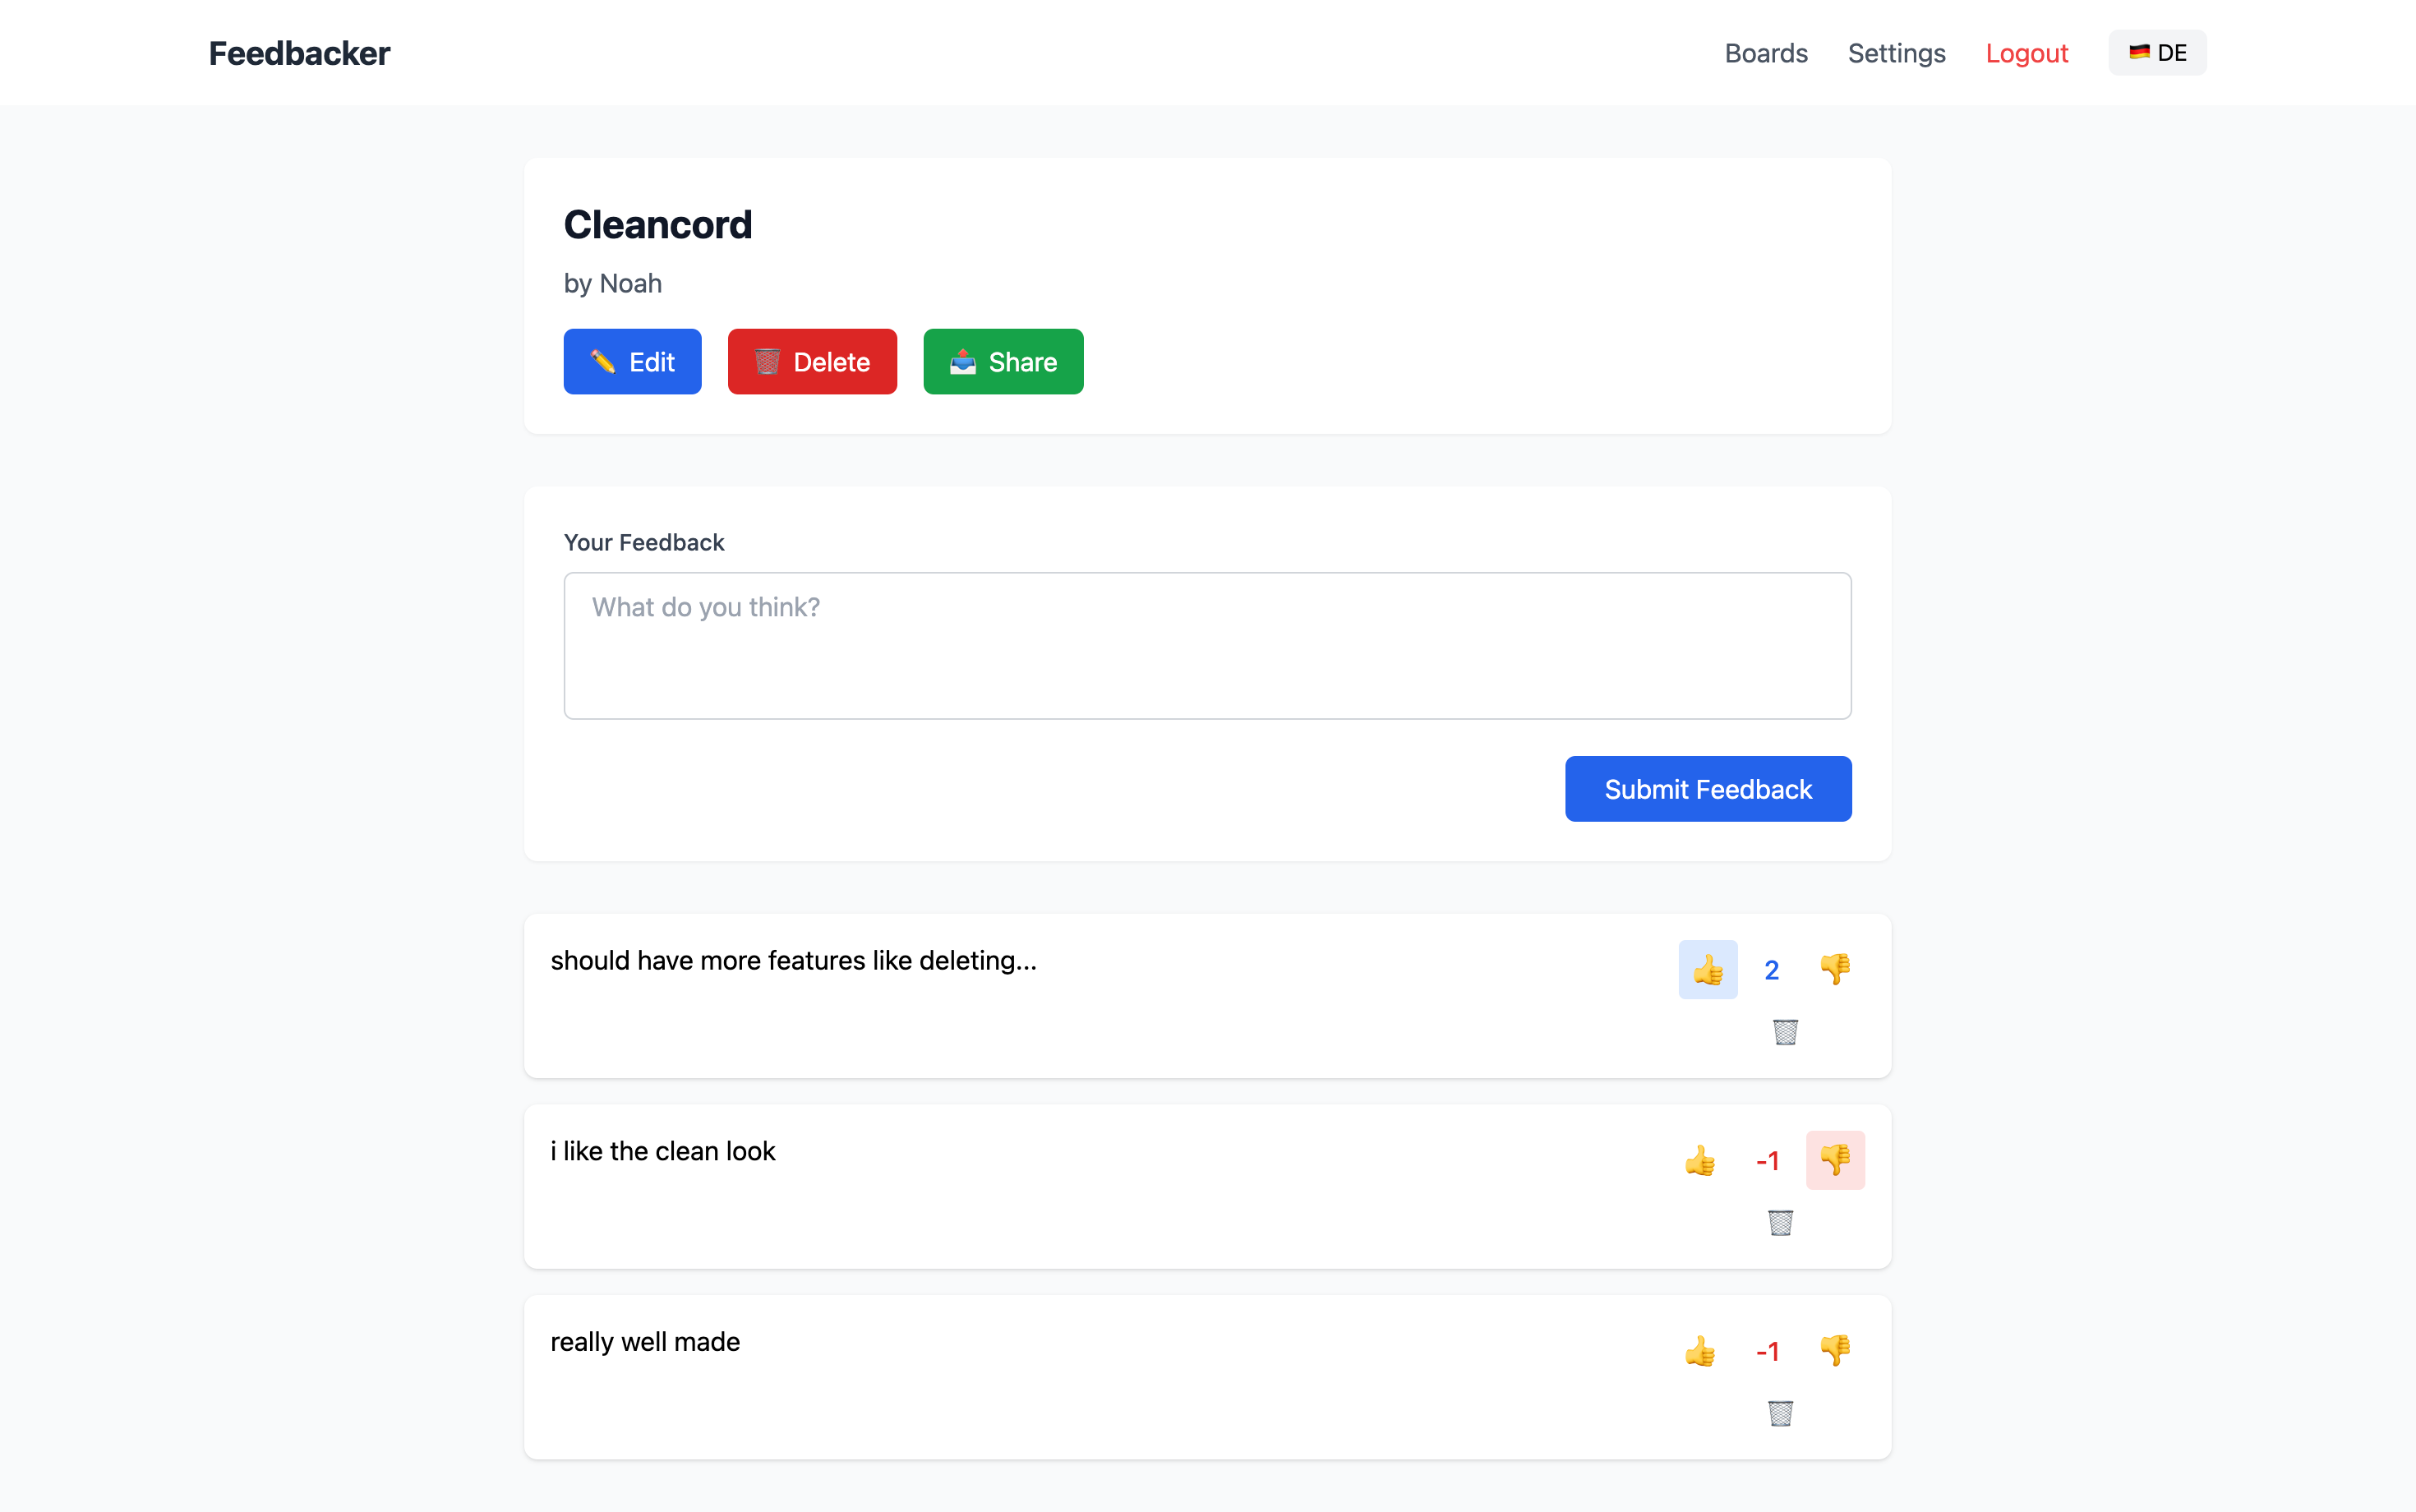 Feedbacker
Boards Settings Logout 🇩🇪 DE
Cleancord
by Noah
✏️ Edit 🗑️ Delete 📤 Share
Your Feedback
What do you think?
Submit Feedback
should have more features like deleting...
👍 2 👎
🗑️
i like the clean look
👍 -1 👎
🗑️
really well made
👍 -1 👎
🗑️